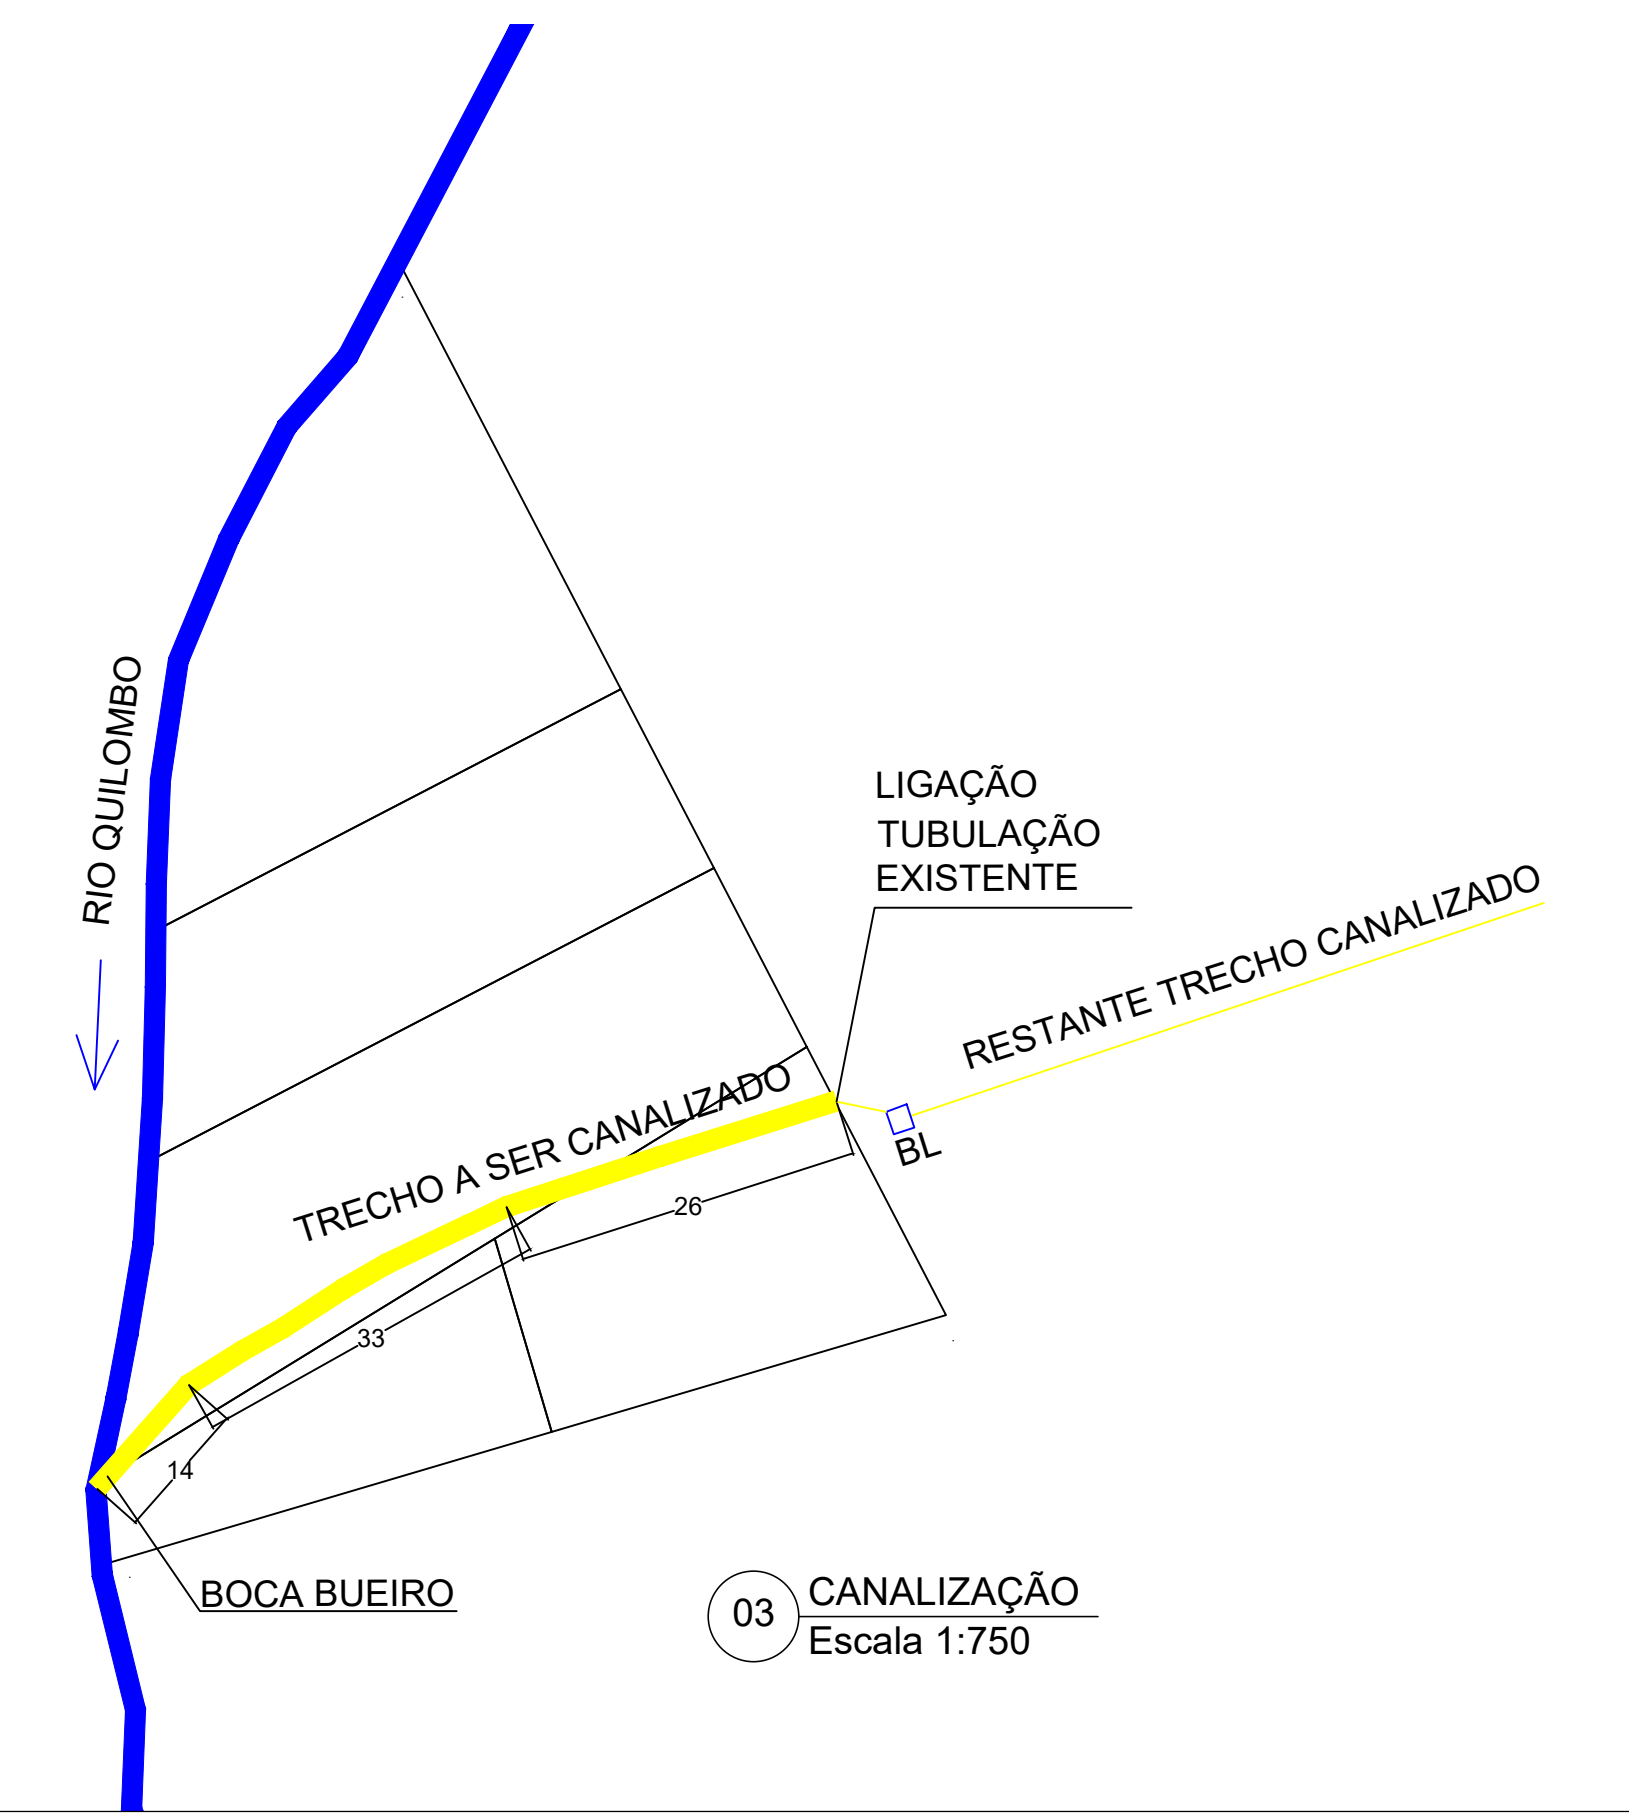 RIO QUILOMBO
LIGAÇÃO
TUBULAÇÃO
EXISTENTE
RESTANTE TRECHO CANALIZADO
BL
TRECHO A SER CANALIZADO
26
33
14
BOCA BUEIRO
03
CANALIZAÇÃO
Escala 1:750